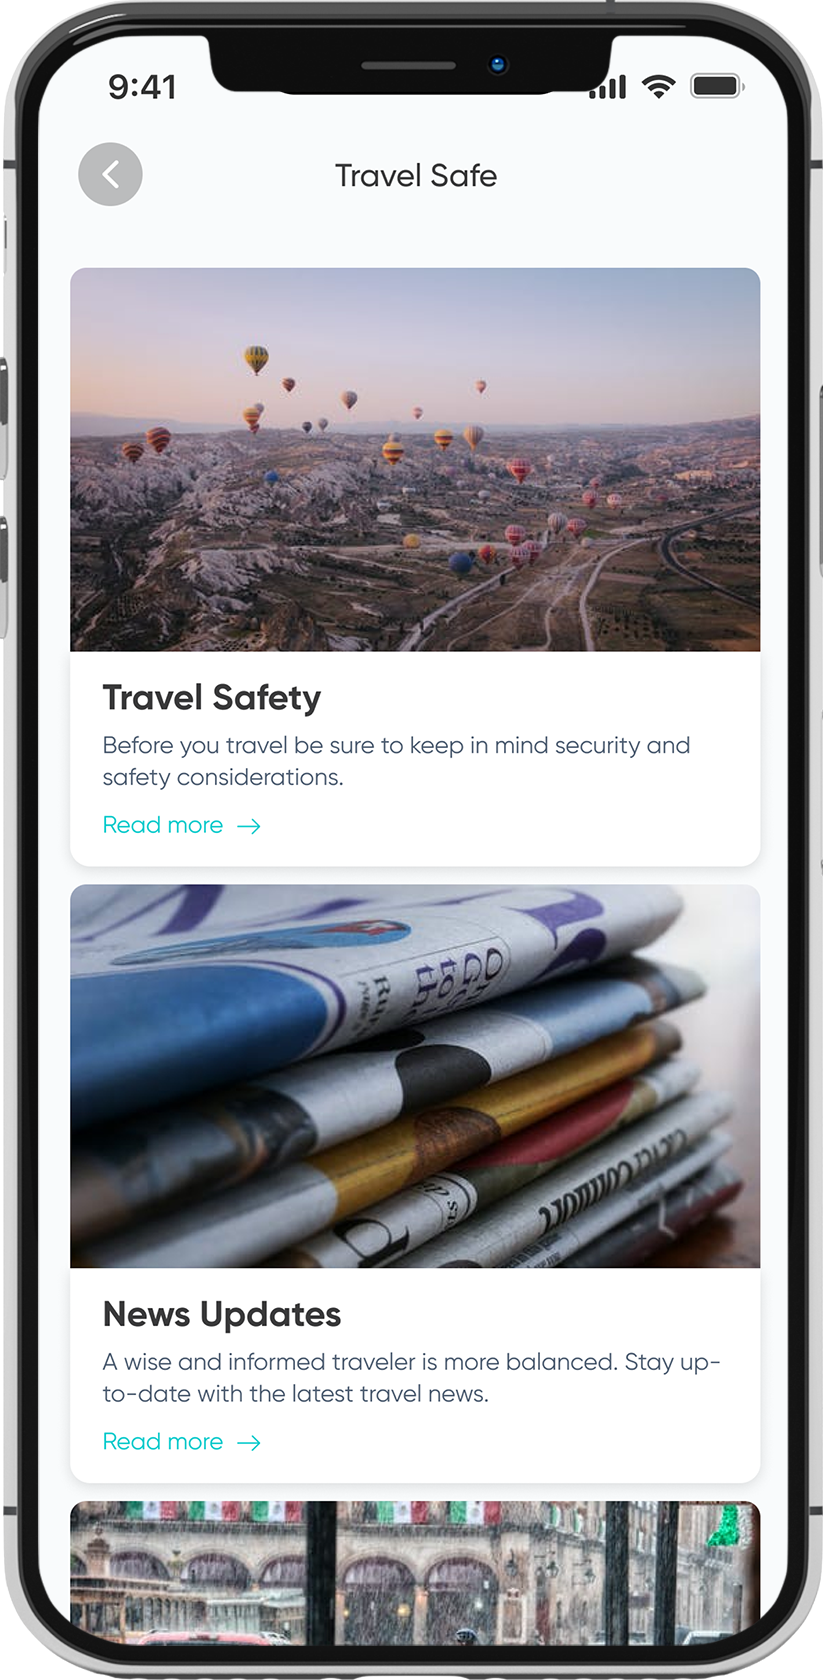 9:41
Travel Safe
Travel Safety
Before you travel be sure to keep in mind security and
safety considerations.
Read more →
News Updates
A wise and informed traveler is more balanced. Stay up-
to-date with the latest travel news.
Read more →